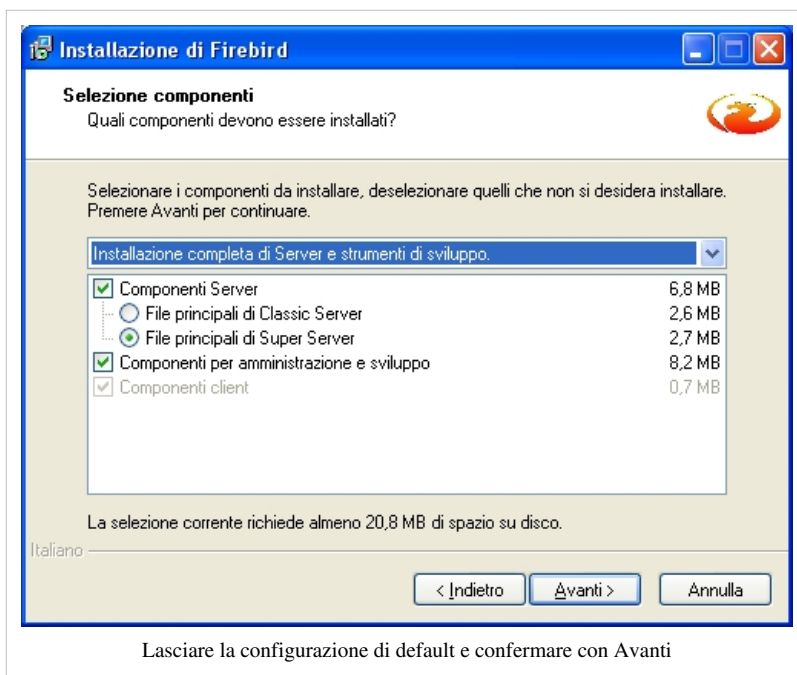 Installazione di Firebird
Selezione componenti
Quali componenti devono essere installati?
Selezionare i componenti da installare, deselezionare quelli che non si desidera installare.
Premere Avanti per continuare.
Installazione completa di Server e strumenti di sviluppo.
Componenti Server 6,8 MB
File principali di Classic Server 2,6 MB
File principali di Super Server 2,7 MB
Componenti per amministrazione e sviluppo 8,2 MB
Componenti client 0,7 MB
La selezione corrente richiede almeno 20,8 MB di spazio su disco.
Italiano
< Indietro Avanti > Annulla
Lasciare la configurazione di default e confermare con Avanti